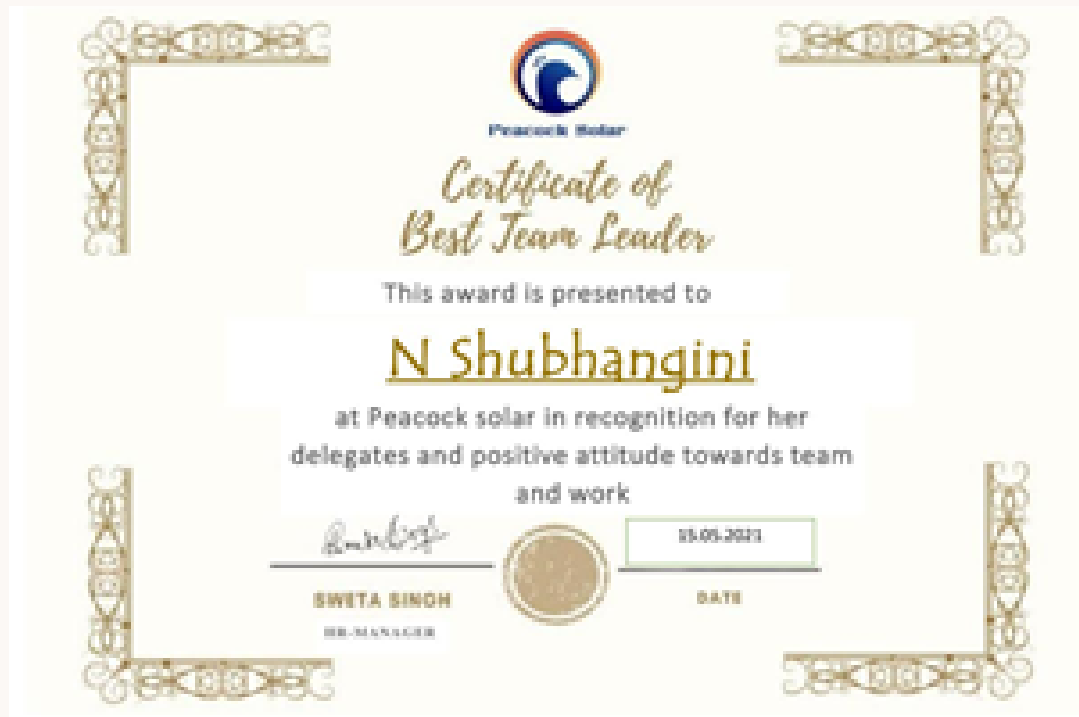 Peacock Solar
Certificate of
Best Team Leader
This award is presented to
N Shubhangini
at Peacock solar in recognition for her
delegates and positive attitude towards team
and work
15.05.2021
SWETA SINGH
DATE
HR-MANAGER